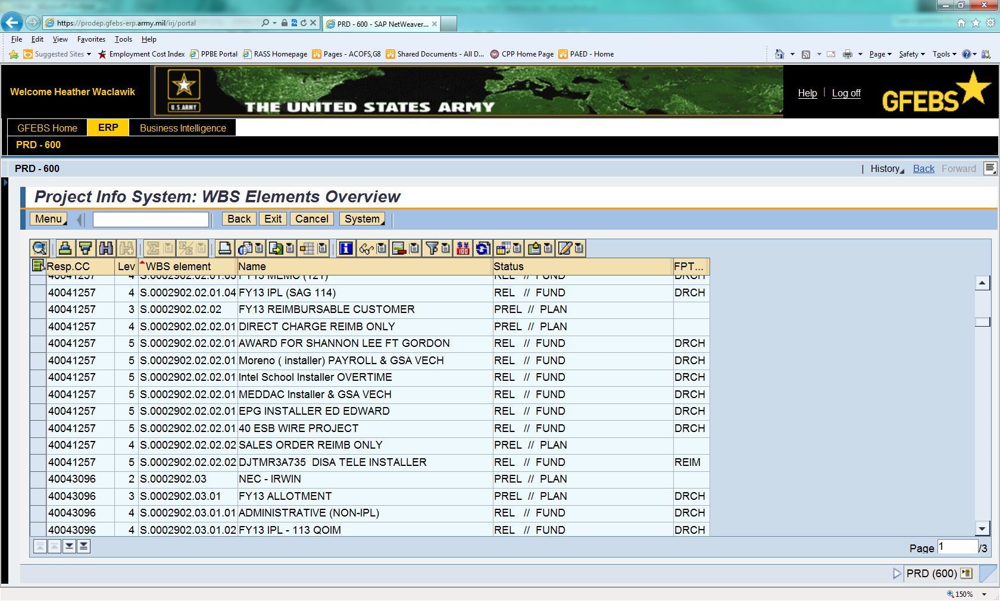 https://prodep.gfebs-erp.army.mil/irj/portal
PRD - 600 - SAP NetWeaver...
File Edit View Favorites Tools Help
Suggested Sites Employment Cost Index PPBE Portal RASS Homepage Pages - ACOFS,G8 Shared Documents - All D... CPP Home Page PAED - Home Page Safety Tools
Welcome Heather Waclawik
U.S.ARMY
THE UNITED STATES ARMY
Help | Log off
GFEBS
GFEBS Home ERP Business Intelligence
PRD - 600
PRD - 600 | History Back Forward
Project Info System: WBS Elements Overview
Menu Back Exit Cancel System
Resp.CC Lev WBS element Name Status FPT...
40041257 4 S.0002902.02.01.03 FY13 MEMC (121) REL // FUND DRCH
40041257 4 S.0002902.02.01.04 FY13 IPL (SAG 114) REL // FUND DRCH
40041257 3 S.0002902.02.02 FY13 REIMBURSABLE CUSTOMER PREL // PLAN
40041257 4 S.0002902.02.02.01 DIRECT CHARGE REIMB ONLY PREL // PLAN
40041257 5 S.0002902.02.02.01. AWARD FOR SHANNON LEE FT GORDON REL // FUND DRCH
40041257 5 S.0002902.02.02.01. Moreno ( installer) PAYROLL & GSA VECH REL // FUND DRCH
40041257 5 S.0002902.02.02.01. Intel School Installer OVERTIME REL // FUND DRCH
40041257 5 S.0002902.02.02.01. MEDDAC Installer & GSA VECH REL // FUND DRCH
40041257 5 S.0002902.02.02.01. EPG INSTALLER ED EDWARD REL // FUND DRCH
40041257 5 S.0002902.02.02.01. 40 ESB WIRE PROJECT REL // FUND DRCH
40041257 4 S.0002902.02.02.02 SALES ORDER REIMB ONLY PREL // PLAN
40041257 5 S.0002902.02.02.02 DJTMR3A735 DISA TELE INSTALLER REL // FUND REIM
40043096 2 S.0002902.03 NEC - IRWIN PREL // PLAN
40043096 3 S.0002902.03.01 FY13 ALLOTMENT PREL // PLAN DRCH
40043096 4 S.0002902.03.01.01 ADMINISTRATIVE (NON-IPL) REL // FUND DRCH
40043096 4 S.0002902.03.01.02 FY13 IPL - 113 QOIM REL // FUND DRCH
Page 1 /3
PRD (600)
150%